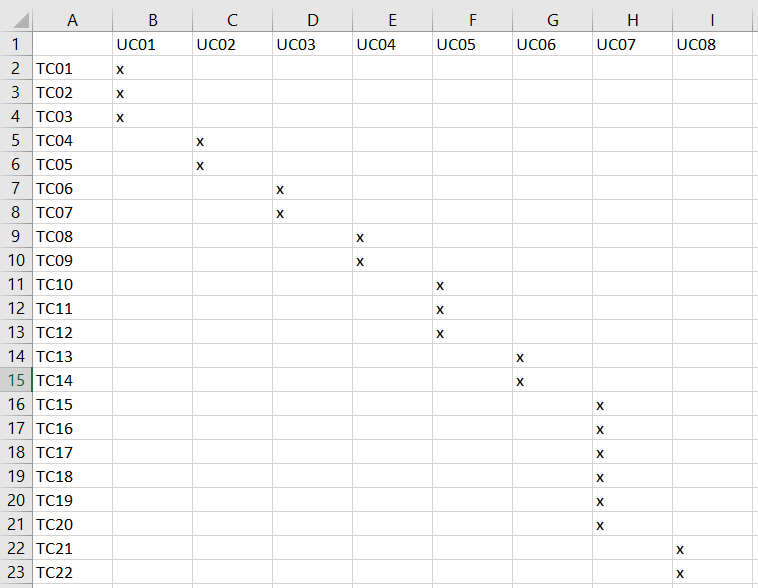 A B C D E F G H I
1 UC01 UC02 UC03 UC04 UC05 UC06 UC07 UC08
2 TC01 x
3 TC02 x
4 TC03 x
5 TC04 x
6 TC05 x
7 TC06 x
8 TC07 x
9 TC08 x
10 TC09 x
11 TC10 x
12 TC11 x
13 TC12 x
14 TC13 x
15 TC14 x
16 TC15 x
17 TC16 x
18 TC17 x
19 TC18 x
20 TC19 x
21 TC20 x
22 TC21 x
23 TC22 x